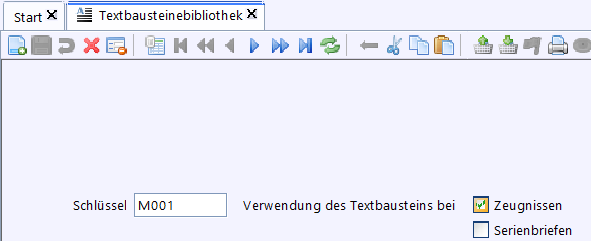 Start
Textbausteinebibliothek
Schlüssel M001 Verwendung des Textbausteins bei Zeugnissen
Serienbriefen